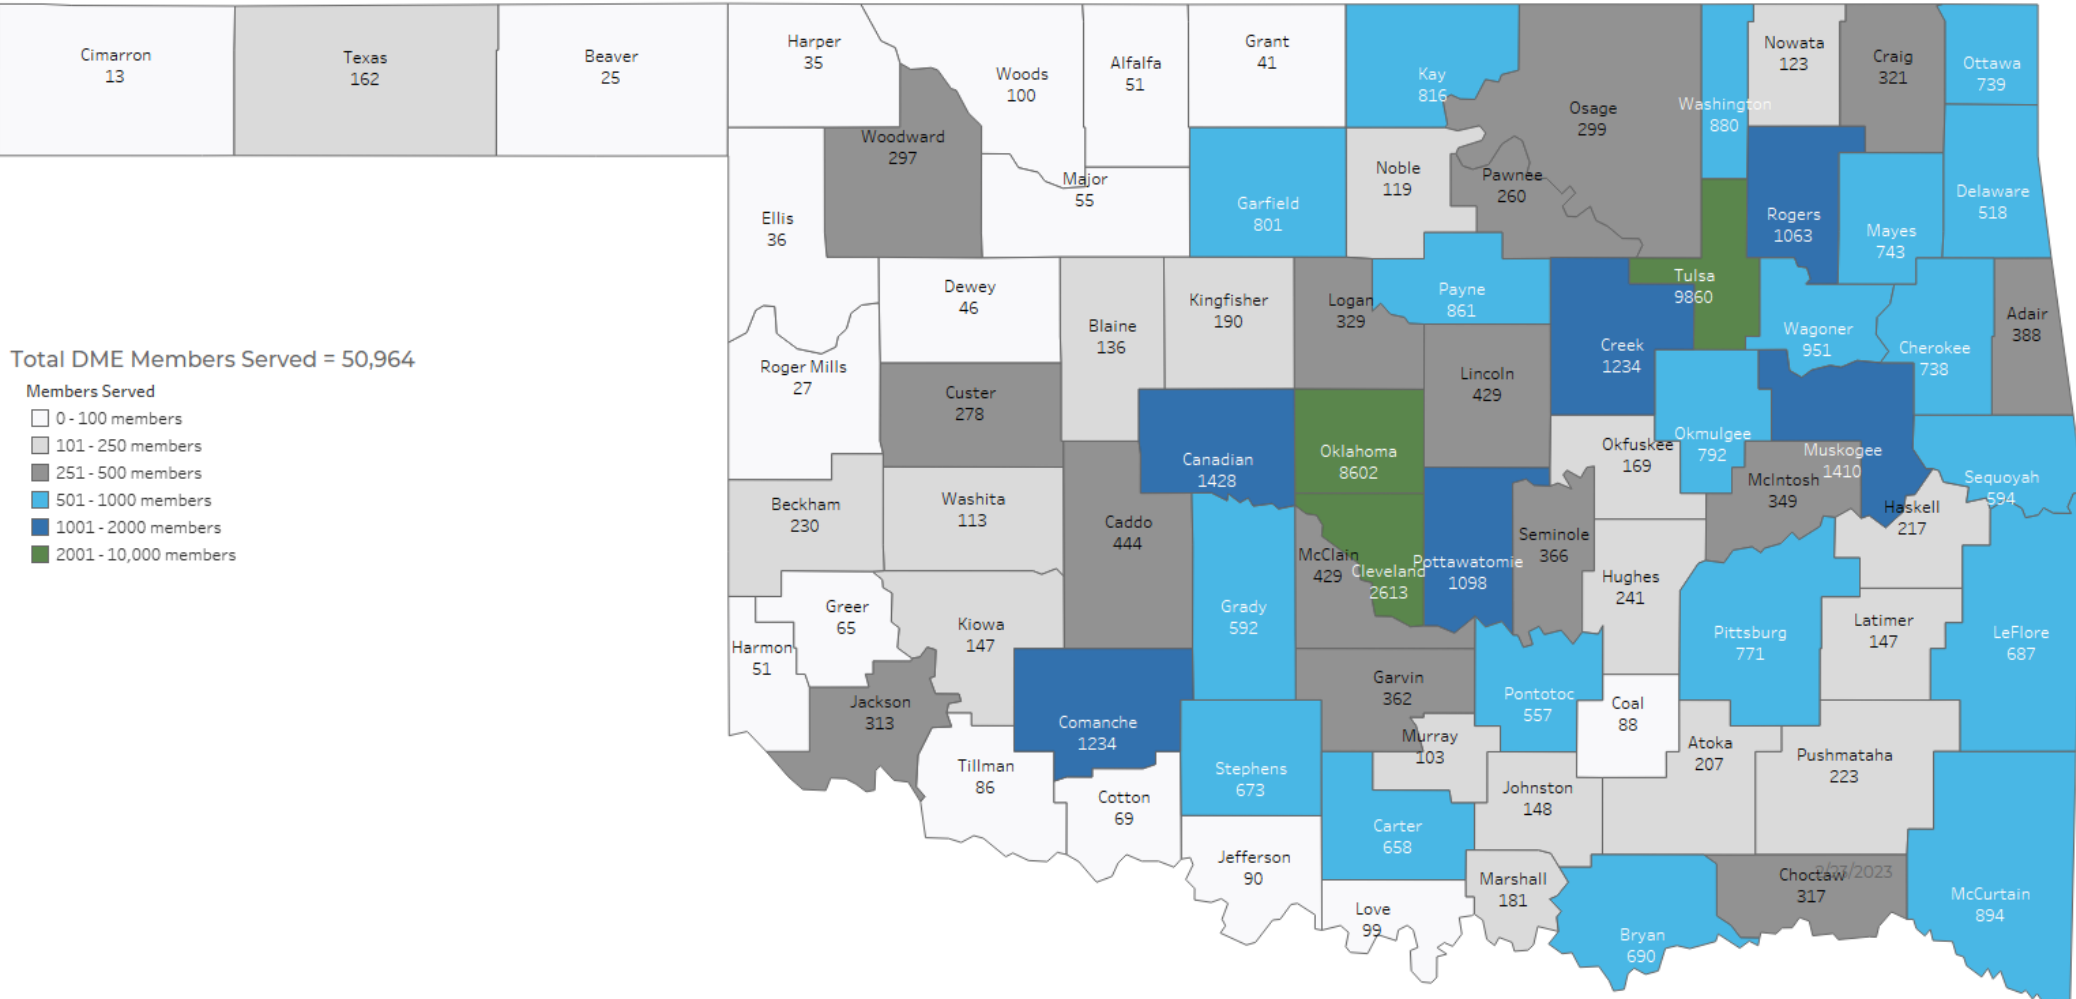 Cimarron
13
Texas
162
Beaver
25
Harper
35
Woods
100
Alfalfa
51
Grant
41
Kay
816
Osage
299
Washington
880
Nowata
123
Craig
321
Ottawa
739
Woodward
297
Ellis
36
Major
55
Garfield
801
Noble
119
Pawnee
260
Rogers
1063
Mayes
743
Delaware
518
Dewey
46
Blaine
136
Kingfisher
190
Logan
329
Payne
861
Tulsa
9860
Creek
1234
Wagoner
951
Cherokee
738
Adair
388
Total DME Members Served = 50,964
Members Served
0 - 100 members
101 - 250 members
251 - 500 members
501 - 1000 members
1001 - 2000 members
2001 - 10,000 members
Roger Mills
27
Custer
278
Lincoln
429
Canadian
1428
Oklahoma
8602
Okfuskee
169
Okmulgee
792
Muskogee
1410
McIntosh
349
Sequoyah
594
Haskell
217
Beckham
230
Washita
113
Caddo
444
McClain
429
Cleveland
2613
Pottawatomie
1098
Seminole
366
Hughes
241
Greer
65
Kiowa
147
Grady
592
Harmon
51
Pittsburg
771
Latimer
147
LeFlore
687
Jackson
313
Comanche
1234
Garvin
362
Pontotoc
557
Coal
88
Murray
103
Atoka
207
Pushmataha
223
Tillman
86
Cotton
69
Stephens
673
Johnston
148
Carter
658
Jefferson
90
Love
99
Marshall
181
Bryan
690
Choctaw
317
McCurtain
894